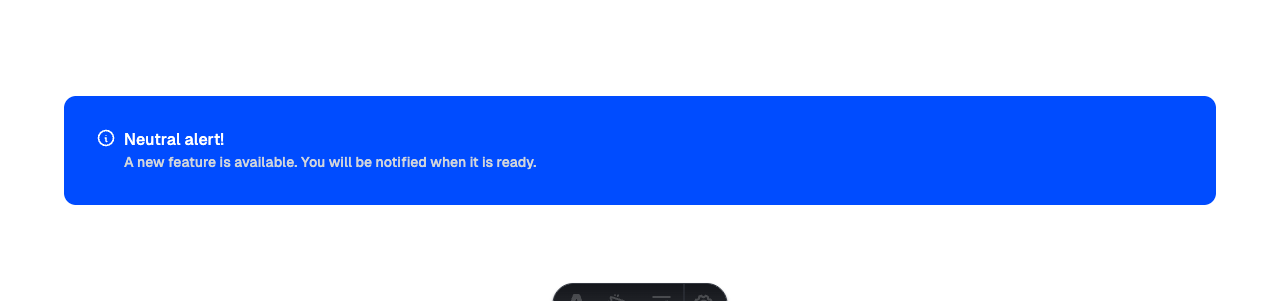 Neutral alert!
A new feature is available. You will be notified when it is ready.